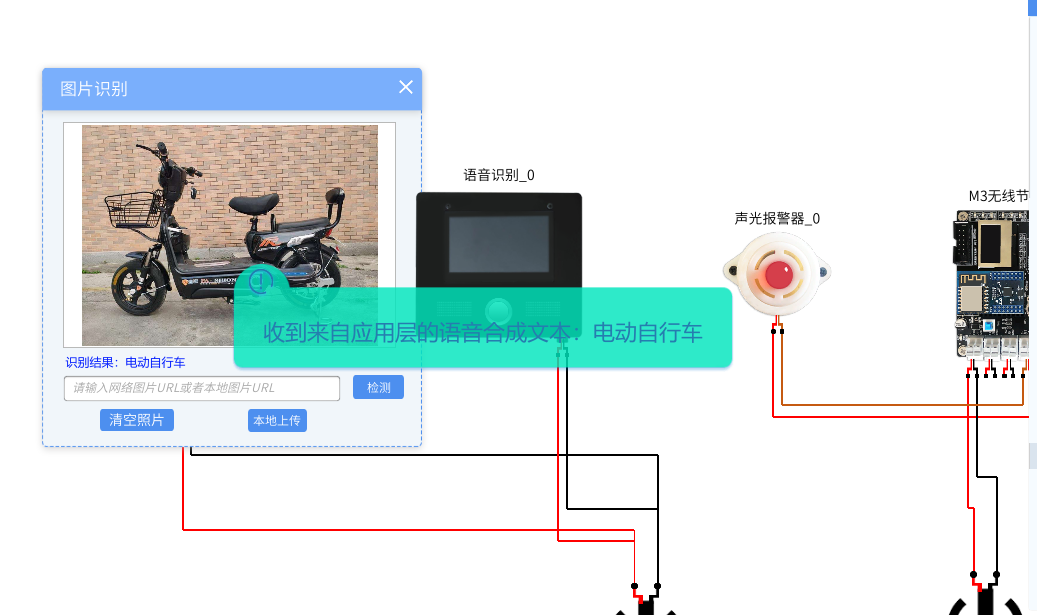 图片识别
语音识别_0
声光报警器_0
M3无线节
收到来自应用层的语音合成文本：电动自行车
识别结果：电动自行车
请输入网络图片URL或者本地图片URL
检测
清空照片
本地上传